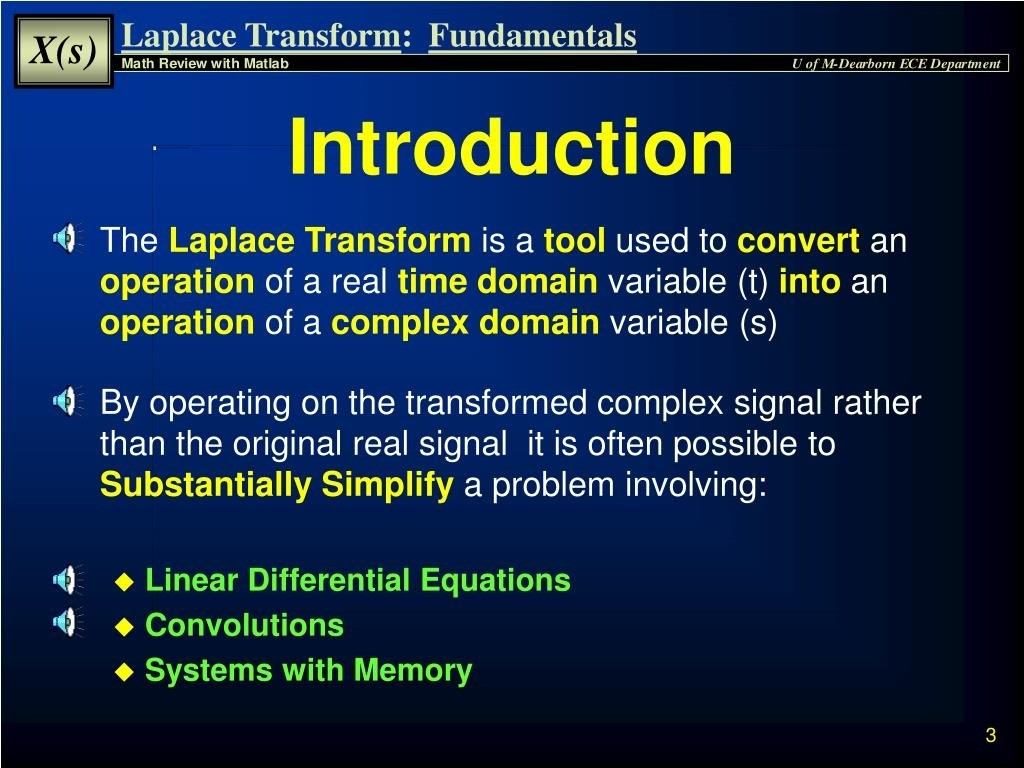 X(s)
Laplace Transform: Fundamentals
Math Review with Matlab
U of M-Dearborn ECE Department
Introduction
The Laplace Transform is a tool used to convert an
operation of a real time domain variable (t) into an
operation of a complex domain variable (s)
By operating on the transformed complex signal rather
than the original real signal it is often possible to
Substantially Simplify a problem involving:
Linear Differential Equations
Convolutions
Systems with Memory
3